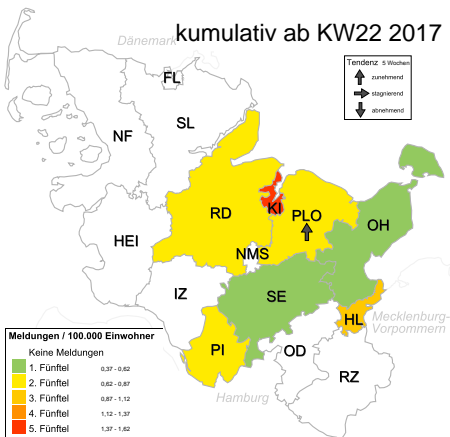 kumulativ ab KW22 2017
Dänemark
Tendenz 5 Wochen
zunehmend
stagnierend
abnehmend
FL
SL
NF
RD
KI
PLO
OH
HEI
NMS
IZ
SE
HL
Mecklenburg-
Vorpommern
PI
OD
RZ
Hamburg
Meldungen / 100.000 Einwohner
Keine Meldungen
1. Fünftel 0,37 - 0,62
2. Fünftel 0,62 - 0,87
3. Fünftel 0,87 - 1,12
4. Fünftel 1,12 - 1,37
5. Fünftel 1,37 - 1,62